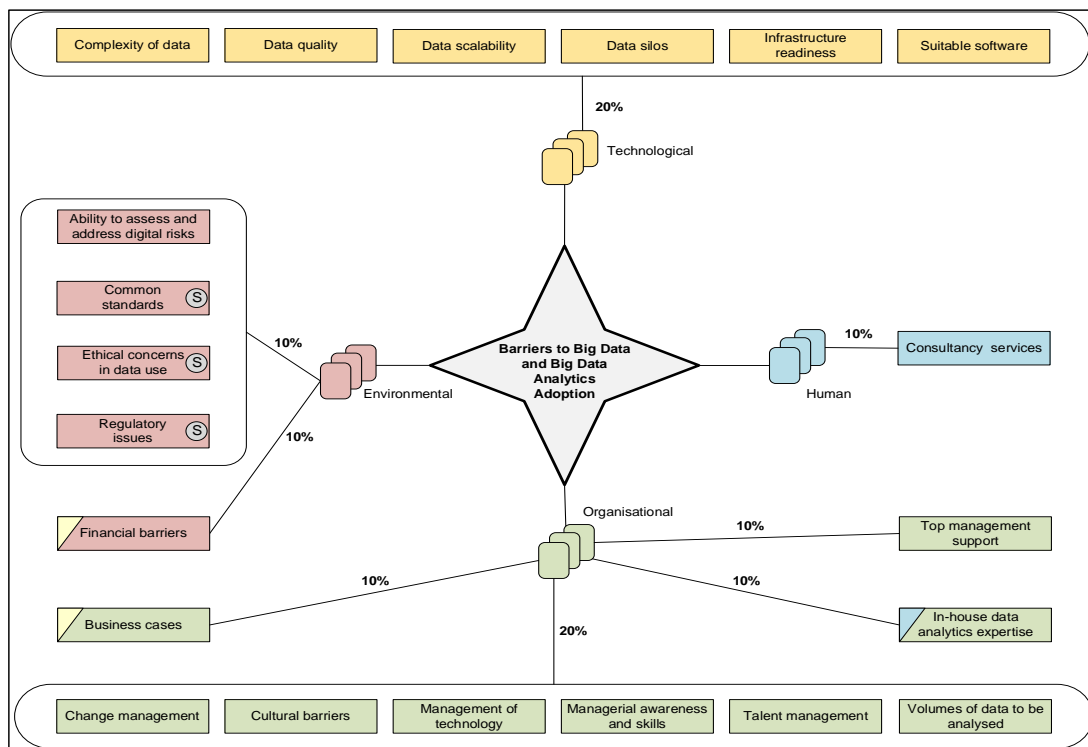 Complexity of data
Data quality
Data scalability
Data silos
Infrastructure
readiness
Suitable software
20%
Technological
Ability to assess and
address digital risks
Common
standards
S
Ethical concerns
in data use
S
Regulatory
issues
S
10%
10%
Environmental
Financial barriers
Barriers to Big Data
and Big Data
Analytics
Adoption
10%
Human
Consultancy services
Organisational
10%
Top management
support
10%
In-house data
analytics expertise
10%
Business cases
20%
Change management
Cultural barriers
Management of
technology
Managerial awareness
and skills
Talent management
Volumes of data to be
analysed